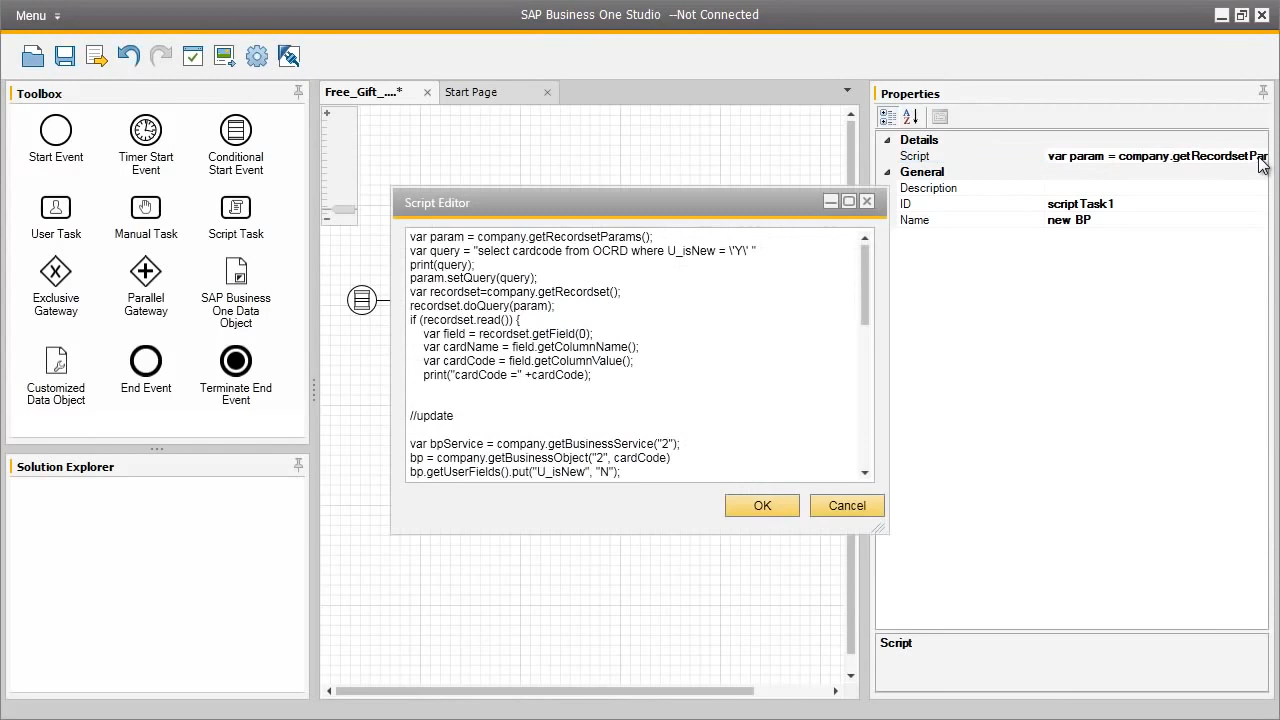 Menu
SAP Business One Studio --Not Connected
Toolbox
Start Event
Timer Start
Event
Conditional
Start Event
User Task
Manual Task
Script Task
Exclusive
Gateway
Parallel
Gateway
SAP Business
One Data
Object
Customized
Data Object
End Event
Terminate End
Event
Solution Explorer
Free_Gift_....*
Start Page
Script Editor
var param = company.getRecordsetParams();
var query = "select cardcode from OCRD where U_isNew = \'Y\' "
print(query);
param.setQuery(query);
var recordset=company.getRecordset();
recordset.doQuery(param);
if (recordset.read()) {
var field = recordset.getField(0);
var cardName = field.getColumnName();
var cardCode = field.getColumnValue();
print("cardCode =" +cardCode);
//update
var bpService = company.getBusinessService("2");
bp = company.getBusinessObject("2", cardCode)
bp.getUserFields().put("U_isNew", "N");
OK
Cancel
Properties
Details
Script var param = company.getRecordsetPar
General
Description
ID scriptTask1
Name new BP
Script